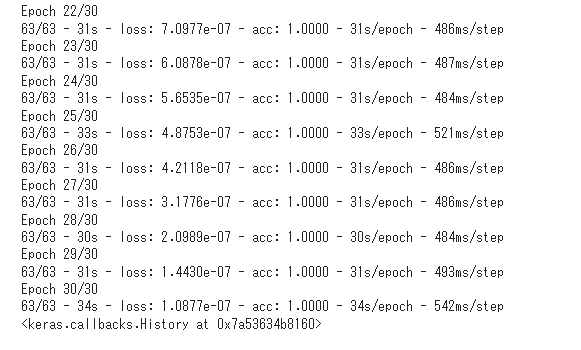 Epoch 22/30
63/63 - 31s - loss: 7.0977e-07 - acc: 1.0000 - 31s/epoch - 486ms/step
Epoch 23/30
63/63 - 31s - loss: 6.0878e-07 - acc: 1.0000 - 31s/epoch - 487ms/step
Epoch 24/30
63/63 - 31s - loss: 5.6535e-07 - acc: 1.0000 - 31s/epoch - 484ms/step
Epoch 25/30
63/63 - 33s - loss: 4.8753e-07 - acc: 1.0000 - 33s/epoch - 521ms/step
Epoch 26/30
63/63 - 31s - loss: 4.2118e-07 - acc: 1.0000 - 31s/epoch - 486ms/step
Epoch 27/30
63/63 - 31s - loss: 3.1776e-07 - acc: 1.0000 - 31s/epoch - 486ms/step
Epoch 28/30
63/63 - 30s - loss: 2.0989e-07 - acc: 1.0000 - 30s/epoch - 484ms/step
Epoch 29/30
63/63 - 31s - loss: 1.4430e-07 - acc: 1.0000 - 31s/epoch - 493ms/step
Epoch 30/30
63/63 - 34s - loss: 1.0877e-07 - acc: 1.0000 - 34s/epoch - 542ms/step
<keras.callbacks.History at 0x7a53634b8160>